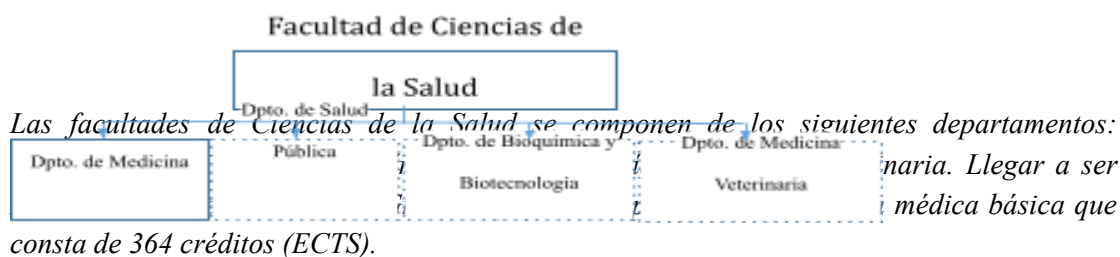 Facultad de Ciencias de
la Salud
Dpto. de Salud
Pública
Dpto. de Medicina
Dpto. de Bioquímica y
Biotecnología
Dpto. de Medicina
Veterinaria
Las facultades de Ciencias de la Salud se componen de los siguientes departamentos:
naria. Llegar a ser
médica básica que
consta de 364 créditos (ECTS).